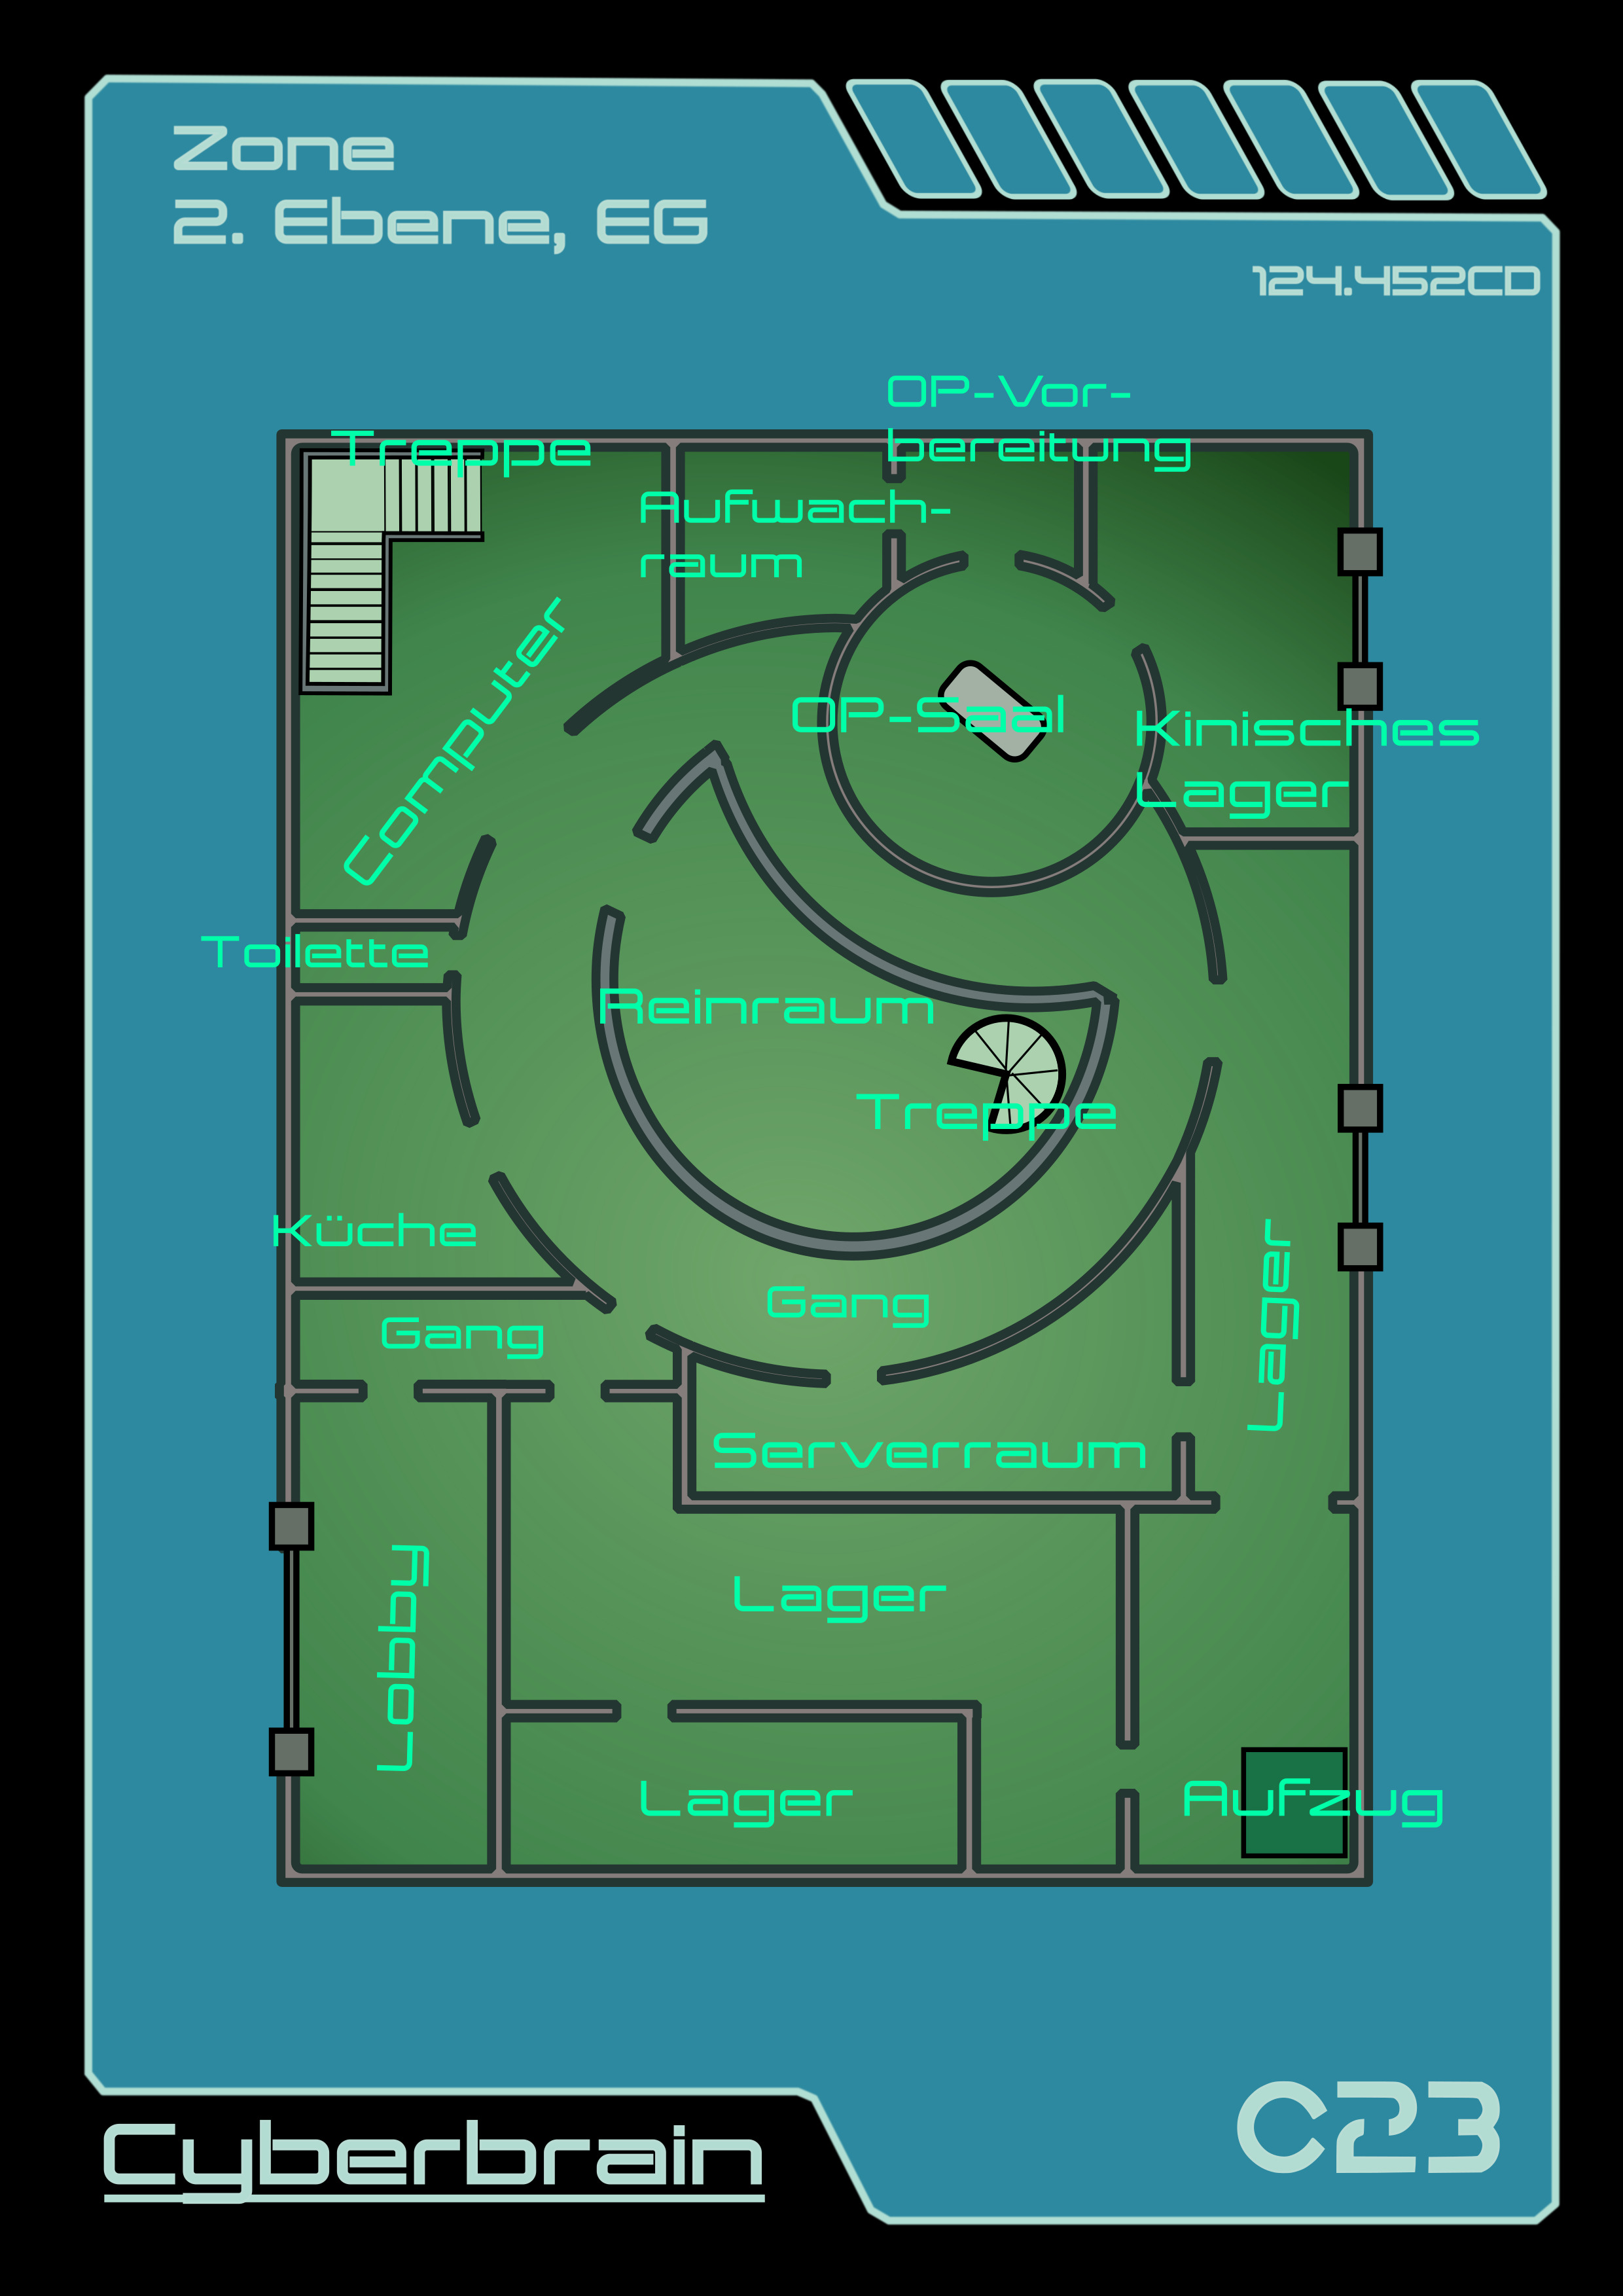 Zone
2. Ebene, EG
124.452CD
OP-Vor-
bereitung
Treppe
Aufwach-
raum
Computer
OP-Saal
Kinisches
Lager
Toilette
Reinraum
Treppe
Küche
Gang
Gang
Lager
Serverraum
Lobby
Lager
Lager
Aufzug
Cyberbrain
C23